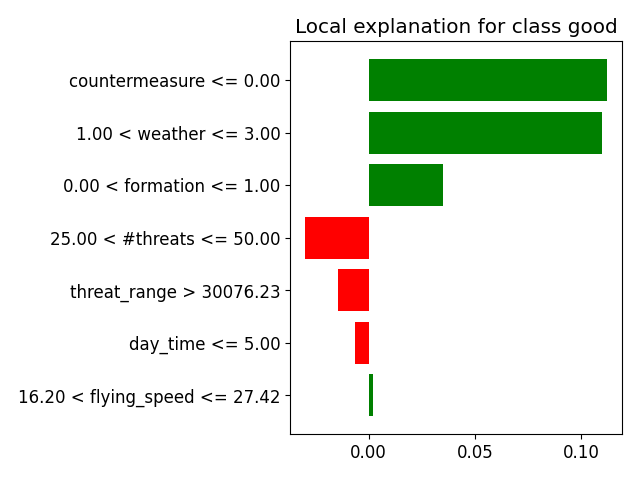 Local explanation for class good
countermeasure <= 0.00
1.00 < weather <= 3.00
0.00 < formation <= 1.00
25.00 < #threats <= 50.00
threat_range > 30076.23
day_time <= 5.00
16.20 < flying_speed <= 27.42
0.00 0.05 0.10